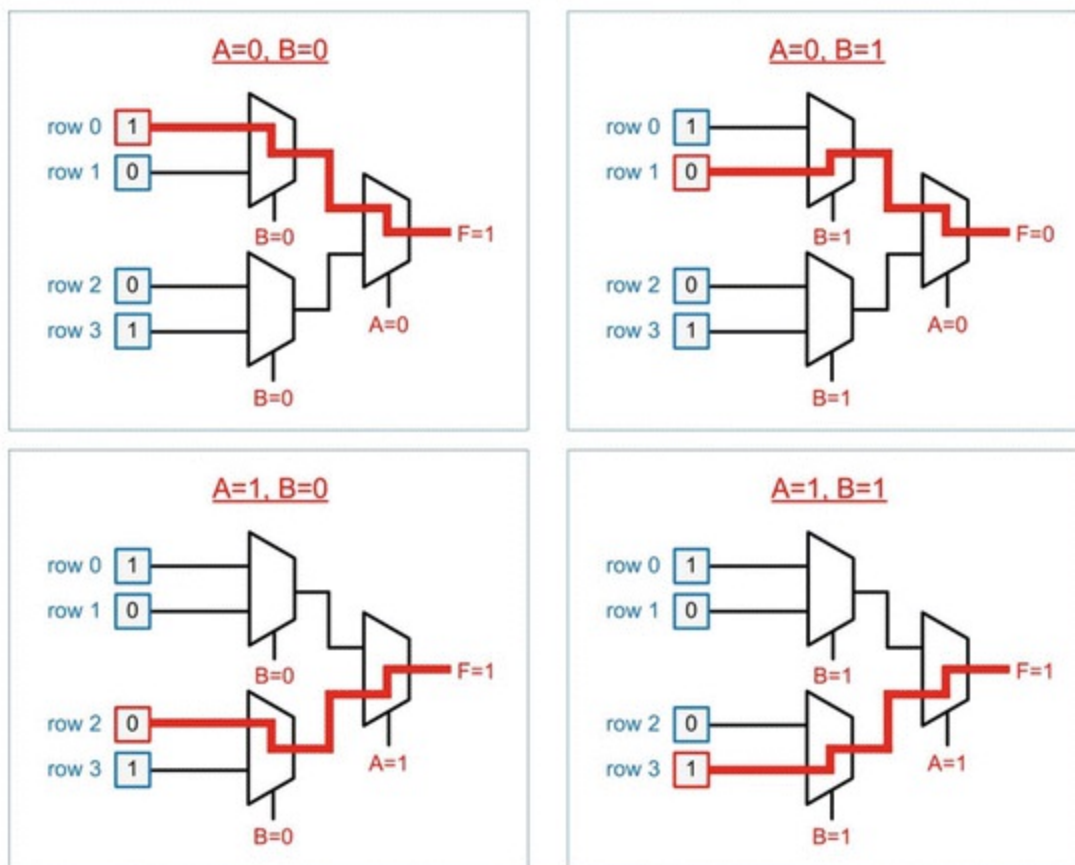 A=0, B=0
row 0 1
row 1 0
B=0
F=1
row 2 0
row 3 1
A=0
B=0
A=0, B=1
row 0 1
row 1 0
B=1
F=0
row 2 0
row 3 1
A=0
B=1
A=1, B=0
row 0 1
row 1 0
B=0
F=1
row 2 0
row 3 1
A=1
B=0
A=1, B=1
row 0 1
row 1 0
B=1
F=1
row 2 0
row 3 1
A=1
B=1